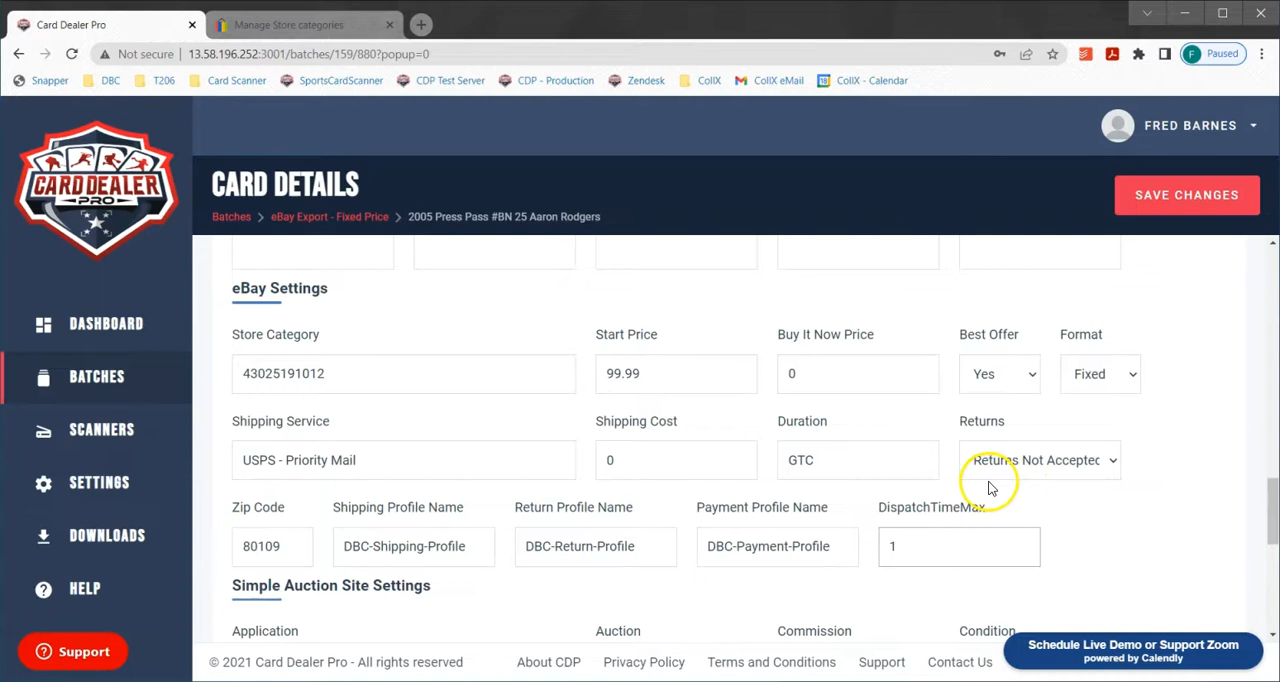 Card Dealer Pro
Manage Store categories
Not secure | 13.58.196.252:3001/batches/159/880?popup=0
F Paused
Snapper DBC T206 Card Scanner SportsCardScanner CDP Test Server CDP - Production Zendesk CollX CollX eMail CollX - Calendar
CARD DEALER
PRO
FRED BARNES
CARD DETAILS
SAVE CHANGES
Batches > eBay Export - Fixed Price > 2005 Press Pass #BN 25 Aaron Rodgers
DASHBOARD
BATCHES
SCANNERS
SETTINGS
DOWNLOADS
HELP
Support
eBay Settings
Store Category Start Price Buy It Now Price Best Offer Format
43025191012 99.99 0 Yes Fixed
Shipping Service Shipping Cost Duration Returns
USPS - Priority Mail 0 GTC Returns Not Accepted
Zip Code Shipping Profile Name Return Profile Name Payment Profile Name DispatchTimeMax
80109 DBC-Shipping-Profile DBC-Return-Profile DBC-Payment-Profile 1
Simple Auction Site Settings
Application Auction Commission Condition
© 2021 Card Dealer Pro - All rights reserved About CDP Privacy Policy Terms and Conditions Support Contact Us
Schedule Live Demo or Support Zoom
powered by Calendly